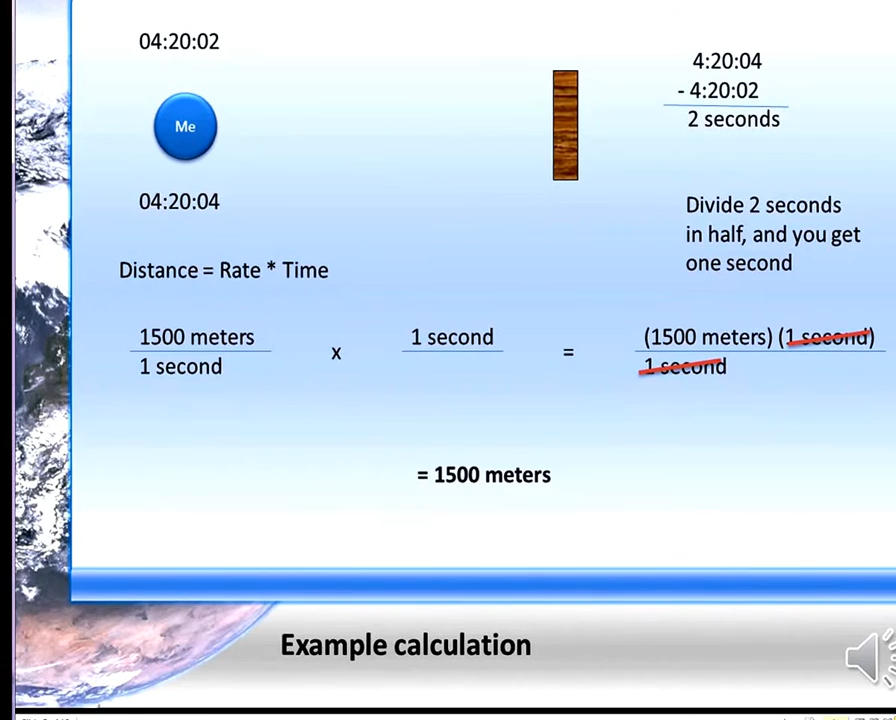 04:20:02
Me
04:20:04
4:20:04
- 4:20:02
2 seconds
Divide 2 seconds
in half, and you get
one second
Distance = Rate * Time
1500 meters
1 second
x
1 second
=
(1500 meters) (1 second)
1 second
= 1500 meters
Example calculation